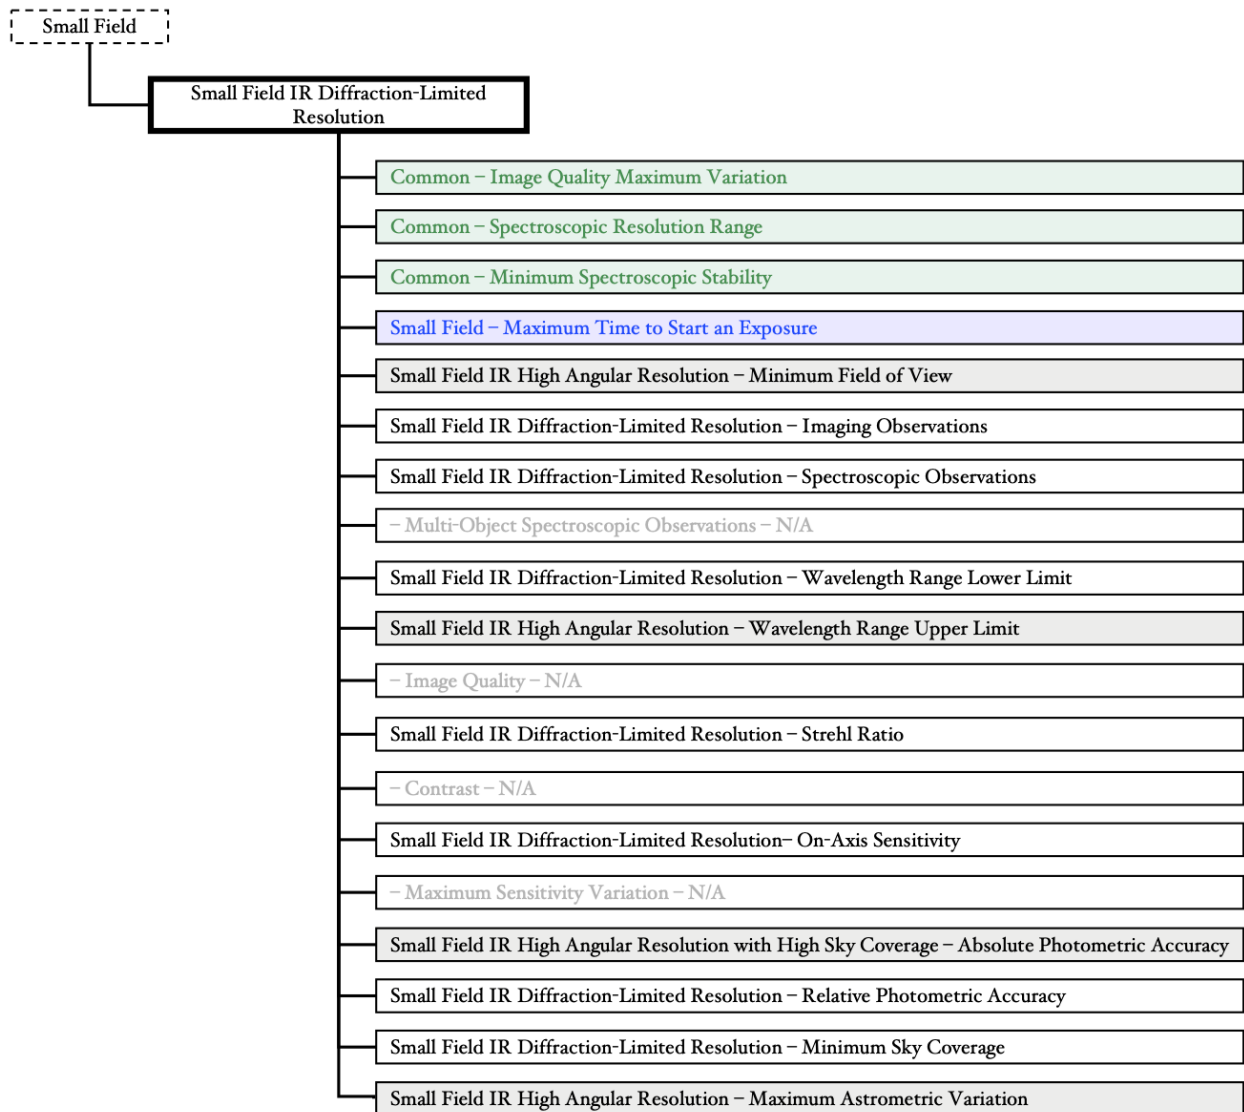 Small Field
Small Field IR Diffraction-Limited
Resolution
Common – Image Quality Maximum Variation
Common – Spectroscopic Resolution Range
Common – Minimum Spectroscopic Stability
Small Field – Maximum Time to Start an Exposure
Small Field IR High Angular Resolution – Minimum Field of View
Small Field IR Diffraction-Limited Resolution – Imaging Observations
Small Field IR Diffraction-Limited Resolution – Spectroscopic Observations
– Multi-Object Spectroscopic Observations – N/A
Small Field IR Diffraction-Limited Resolution – Wavelength Range Lower Limit
Small Field IR High Angular Resolution – Wavelength Range Upper Limit
– Image Quality – N/A
Small Field IR Diffraction-Limited Resolution – Strehl Ratio
– Contrast – N/A
Small Field IR Diffraction-Limited Resolution– On-Axis Sensitivity
– Maximum Sensitivity Variation – N/A
Small Field IR High Angular Resolution with High Sky Coverage – Absolute Photometric Accuracy
Small Field IR Diffraction-Limited Resolution – Relative Photometric Accuracy
Small Field IR Diffraction-Limited Resolution – Minimum Sky Coverage
Small Field IR High Angular Resolution – Maximum Astrometric Variation